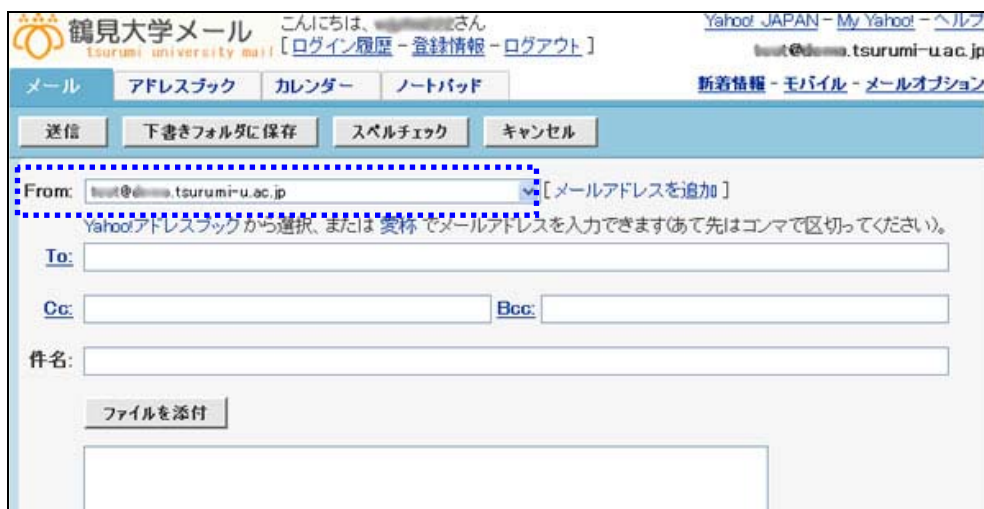 鶴見大学メール こんにちは、さん Yahoo! JAPAN - My Yahoo! - ヘルプ
tsurumi university mail [ログイン履歴 - 登録情報 - ログアウト] .tsurumi-u.ac.jp
メール アドレスブック カレンダー ノートパッド 新着情報 - モバイル - メールオプション
送信 下書きフォルダに保存 スペルチェック キャンセル
From: .tsurumi-u.ac.jp [メールアドレスを追加]
Yahoo!アドレスブックから選択、または 愛称 でメールアドレスを入力できます(あて先はコンマで区切ってください)。
To:
Cc: Bcc:
件名:
ファイルを添付